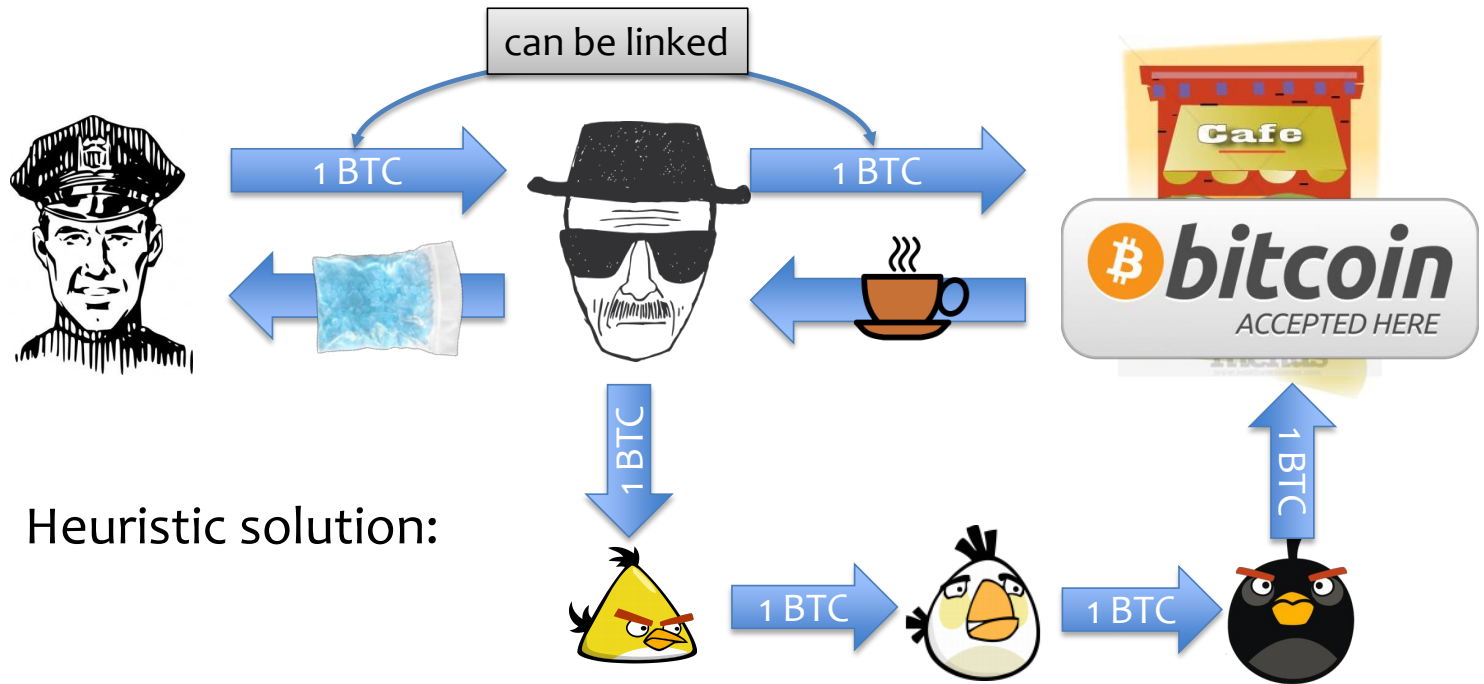 can be linked
1 BTC
1 BTC
Cafe
bitcoin
ACCEPTED HERE
1 BTC
1 BTC
Heuristic solution:
1 BTC
1 BTC